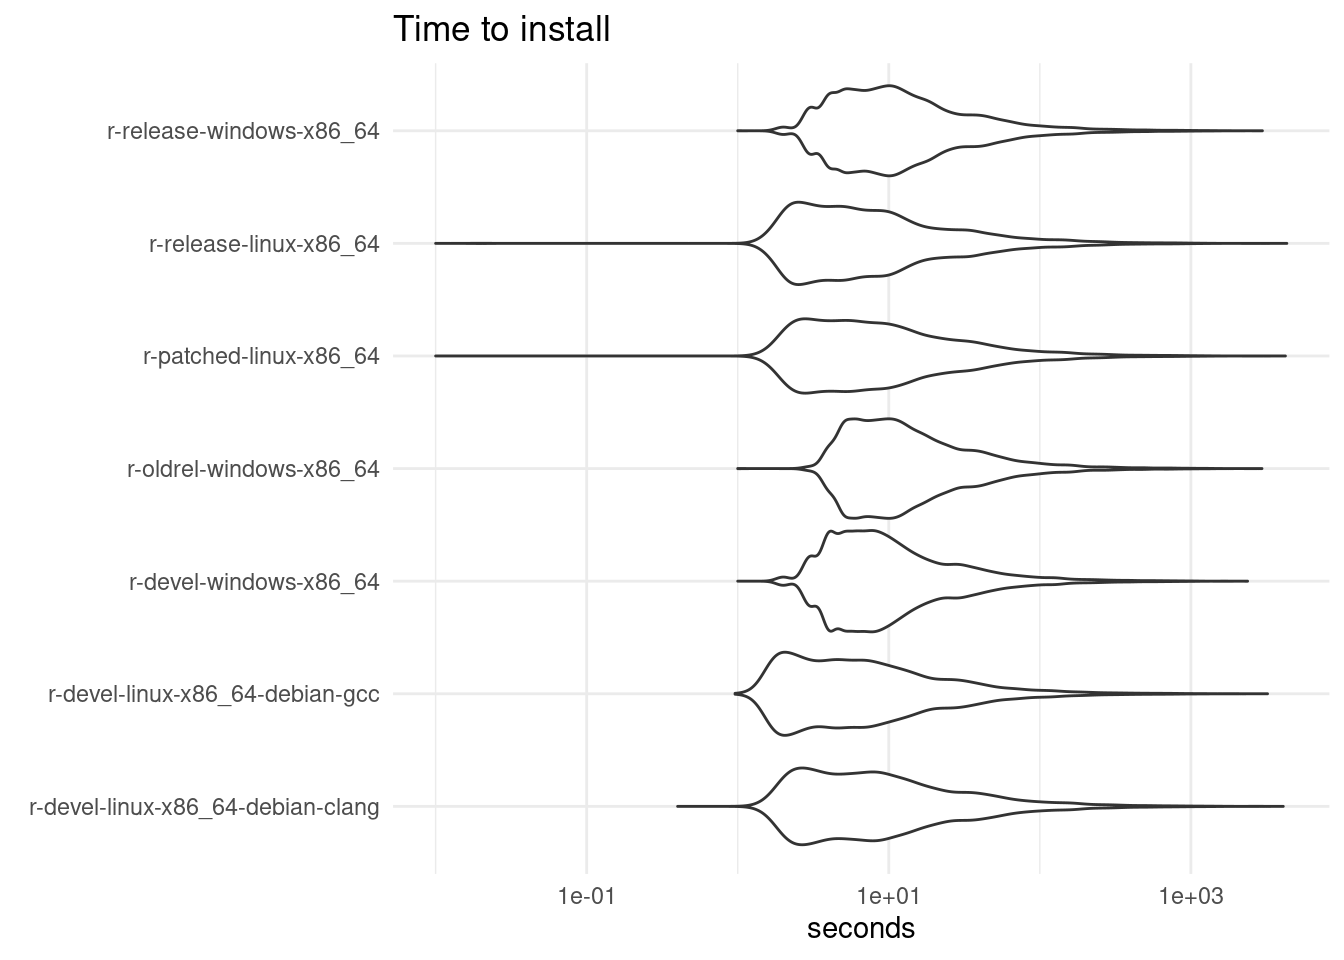 Time to install
r-release-windows-x86_64
r-release-linux-x86_64
r-patched-linux-x86_64
r-oldrel-windows-x86_64
r-devel-windows-x86_64
r-devel-linux-x86_64-debian-gcc
r-devel-linux-x86_64-debian-clang
1e-01 1e+01 1e+03
seconds